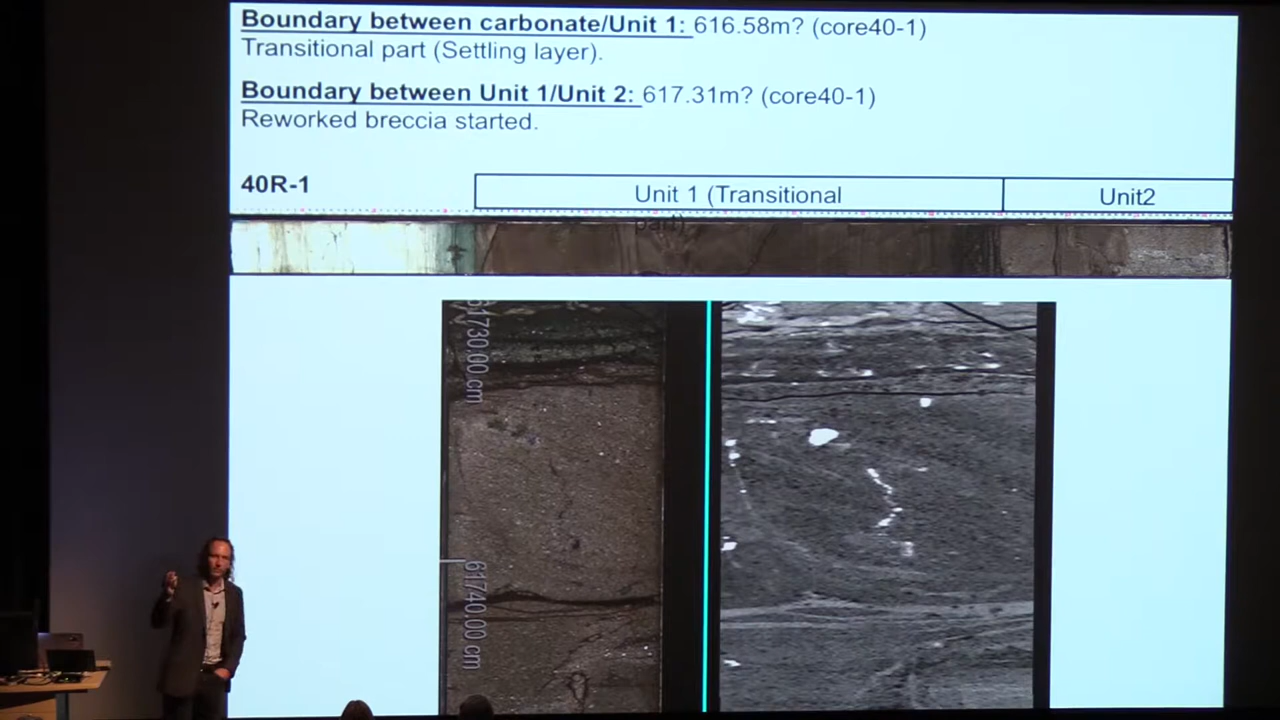 Boundary between carbonate/Unit 1: 616.58m? (core40-1)
Transitional part (Settling layer).
Boundary between Unit 1/Unit 2: 617.31m? (core40-1)
Reworked breccia started.
40R-1
Unit 1 (Transitional
part)
Unit2
61730.00 cm
61740.00 cm